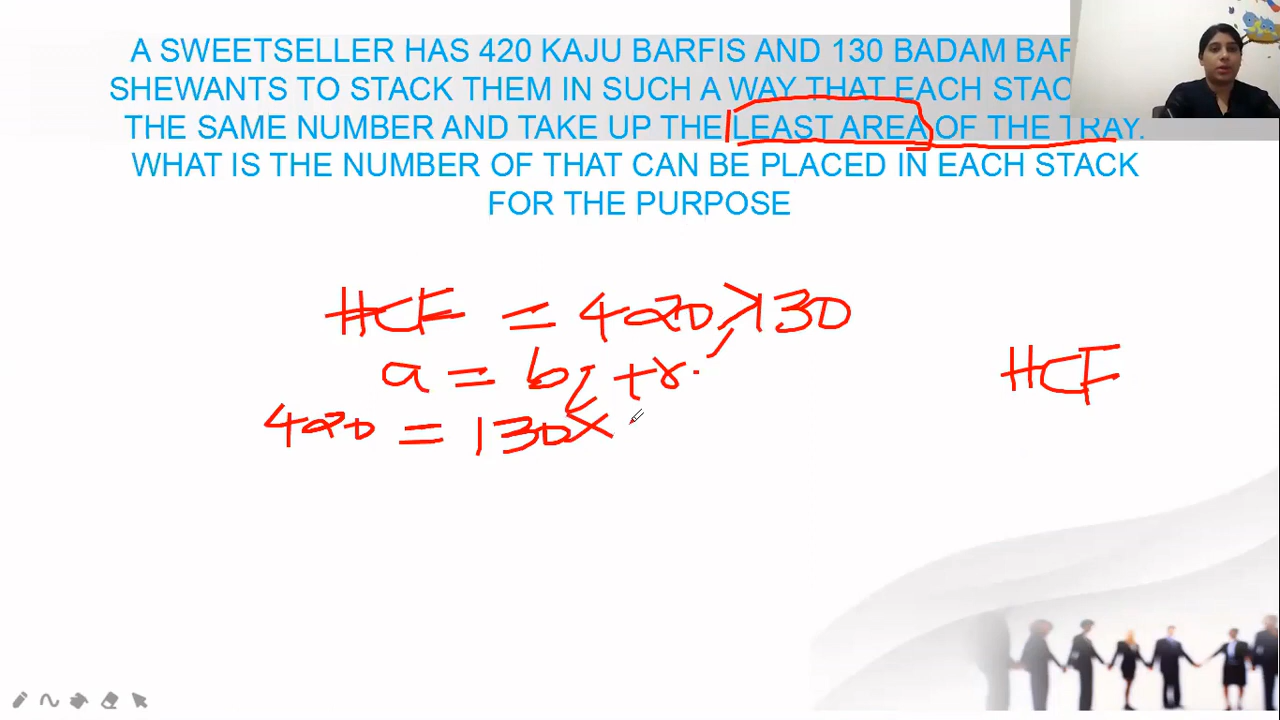 A SWEETSELLER HAS 420 KAJU BARFIS AND 130 BADAM
SHEWANTS TO STACK THEM IN SUCH A WAY THAT EACH
THE SAME NUMBER AND TAKE UP THE LEAST AREA OF THE TRAY.
WHAT IS THE NUMBER OF THAT CAN BE PLACED IN EACH STACK
FOR THE PURPOSE
HCF = 420 > 130
a = bq + r
HCF
420 = 130 ×